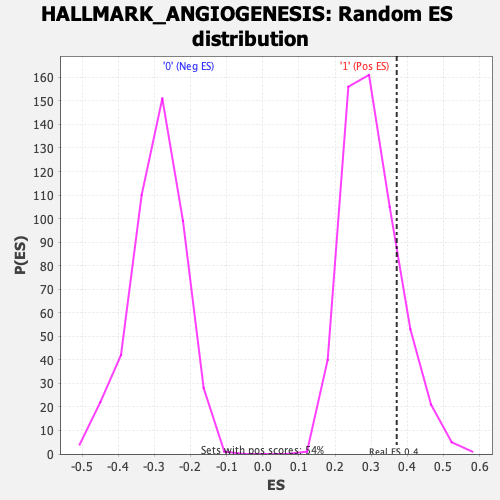 HALLMARK_ANGIOGENESIS: Random ES
distribution
'0' (Neg ES) '1' (Pos ES)
160
150
140
130
120
110
100
90
80
70
60
50
40
30
20
10
0
P(ES)
Sets with pos scores: 54% Real ES 0.4
-0.5 -0.4 -0.3 -0.2 -0.1 0.0 0.1 0.2 0.3 0.4 0.5 0.6
ES